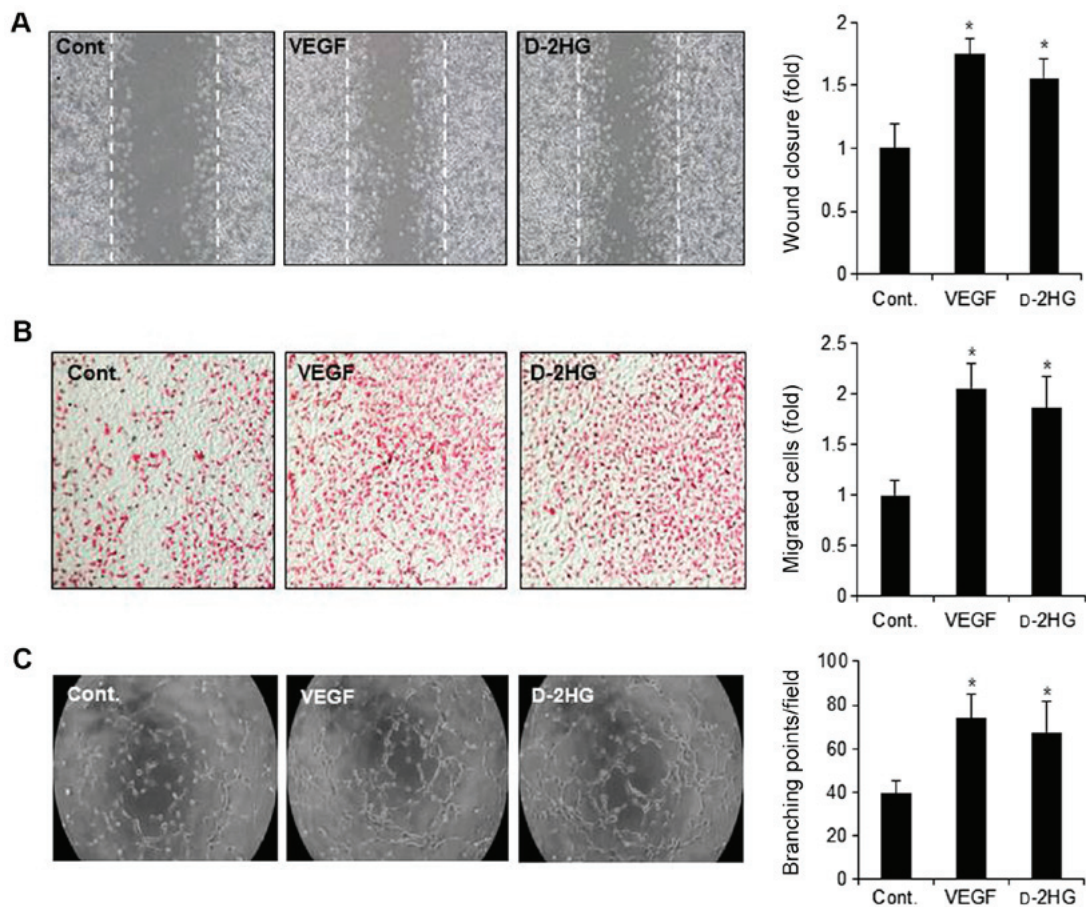 A
Cont.
VEGF
D-2HG
Wound closure (fold)
2
1.5
1
0.5
0
*
*
Cont.
VEGF
D-2HG
B
Cont.
VEGF
D-2HG
Migrated cells (fold)
2.5
2
1.5
1
0.5
0
*
*
Cont.
VEGF
D-2HG
C
Cont.
VEGF
D-2HG
Branching points/field
100
80
60
40
20
0
*
*
Cont.
VEGF
D-2HG